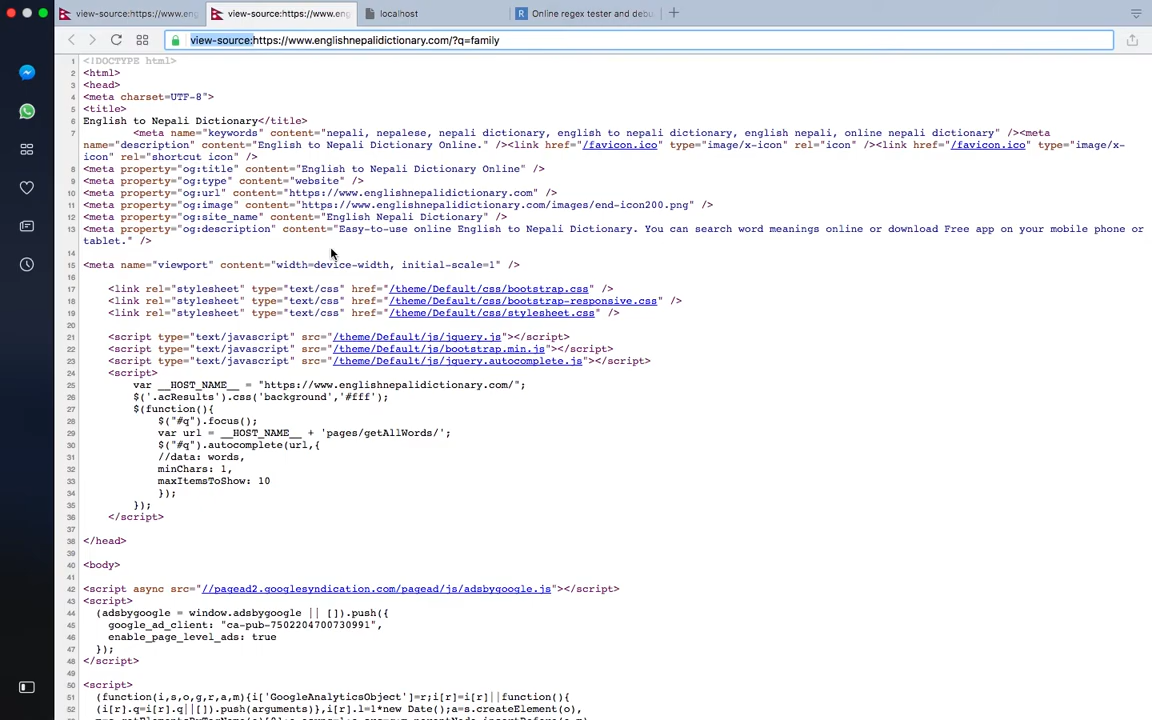 view-source:https://www.eng
view-source:https://www.eng
localhost
Online regex tester and debu
view-source:https://www.englishnepalidictionary.com/?q=family
1 <!DOCTYPE html>
2 <html>
3 <head>
4 <meta charset=UTF-8">
5 <title>
6 English to Nepali Dictionary</title>
7 <meta name="keywords" content="nepali, nepalese, nepali dictionary, english to nepali dictionary, english nepali, online nepali dictionary" /><meta
name="description" content="English to Nepali Dictionary Online." /><link href="/favicon.ico" type="image/x-icon" rel="icon" /><link href="/favicon.ico" type="image/x-
icon" rel="shortcut icon" />
8 <meta property="og:title" content="English to Nepali Dictionary Online" />
9 <meta property="og:type" content="website" />
10 <meta property="og:url" content="https://www.englishnepalidictionary.com" />
11 <meta property="og:image" content="https://www.englishnepalidictionary.com/images/end-icon200.png" />
12 <meta property="og:site_name" content="English Nepali Dictionary" />
13 <meta property="og:description" content="Easy-to-use online English to Nepali Dictionary. You can search word meanings online or download Free app on your mobile phone or
tablet." />
14
15 <meta name="viewport" content="width=device-width, initial-scale=1" />
16
17 <link rel="stylesheet" type="text/css" href="/theme/Default/css/bootstrap.css" />
18 <link rel="stylesheet" type="text/css" href="/theme/Default/css/bootstrap-responsive.css" />
19 <link rel="stylesheet" type="text/css" href="/theme/Default/css/stylesheet.css" />
20
21 <script type="text/javascript" src="/theme/Default/js/jquery.js"></script>
22 <script type="text/javascript" src="/theme/Default/js/bootstrap.min.js"></script>
23 <script type="text/javascript" src="/theme/Default/js/jquery.autocomplete.js"></script>
24 <script>
25 var __HOST_NAME__ = "https://www.englishnepalidictionary.com/";
26 $('.acResults').css('background','#fff');
27 $(function(){
28 $("#q").focus();
29 var url = __HOST_NAME__ + 'pages/getAllWords/';
30 $("#q").autocomplete(url,{
31 //data: words,
32 minChars: 1,
33 maxItemsToShow: 10
34 });
35 });
36 </script>
37
38 </head>
39
40 <body>
41
42 <script async src="//pagead2.googlesyndication.com/pagead/js/adsbygoogle.js"></script>
43 <script>
44 (adsbygoogle = window.adsbygoogle || []).push({
45 google_ad_client: "ca-pub-7502204700730991",
46 enable_page_level_ads: true
47 });
48 </script>
49
50 <script>
51 (function(i,s,o,g,r,a,m){i['GoogleAnalyticsObject']=r;i[r]=i[r]||function(){
52 (i[r].q=i[r].q||[]).push(arguments)},i[r].l=1*new Date();a=s.createElement(o),